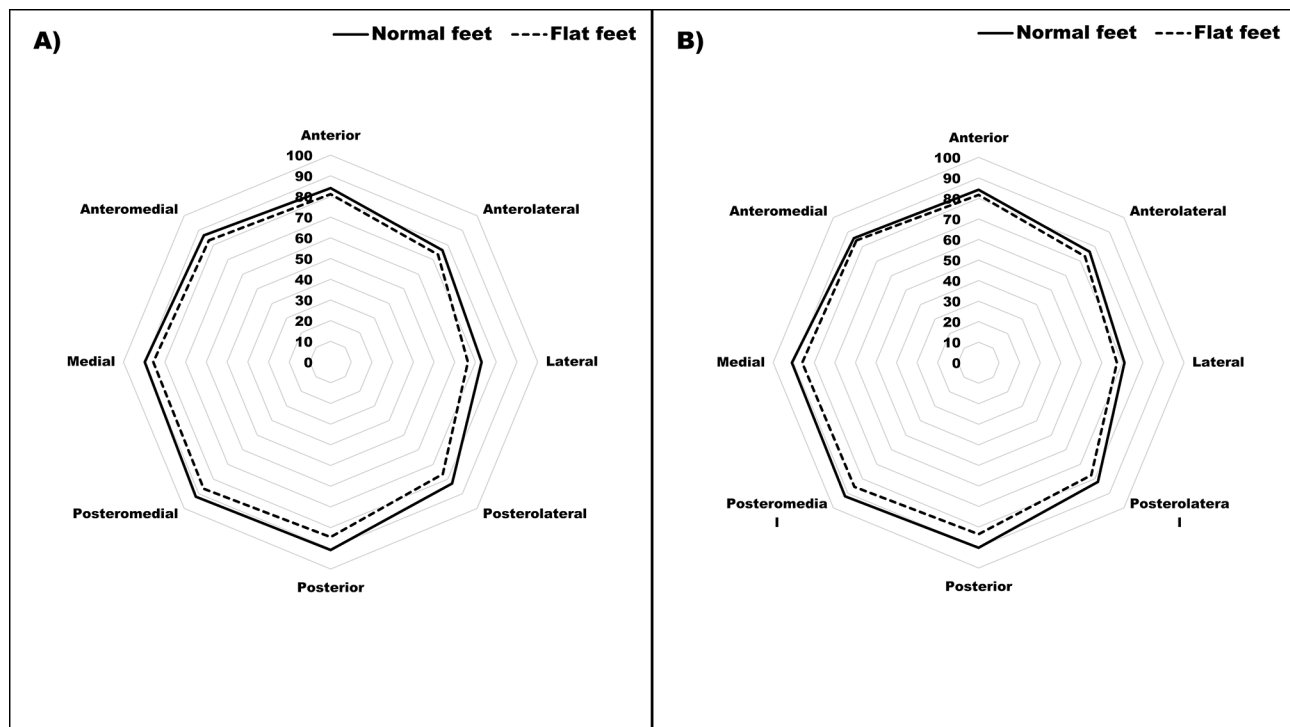 A)
Normal feet
Flat feet
Anterior
100
90
80
70
60
50
40
30
20
10
0
Anteromedial
Anterolateral
Medial
Lateral
Posteromedial
Posterolateral
Posterior
B)
Normal feet
Flat feet
Anterior
100
90
80
70
60
50
40
30
20
10
0
Anteromedial
Anterolateral
Medial
Lateral
Posteromedia
l
Posterolatera
l
Posterior